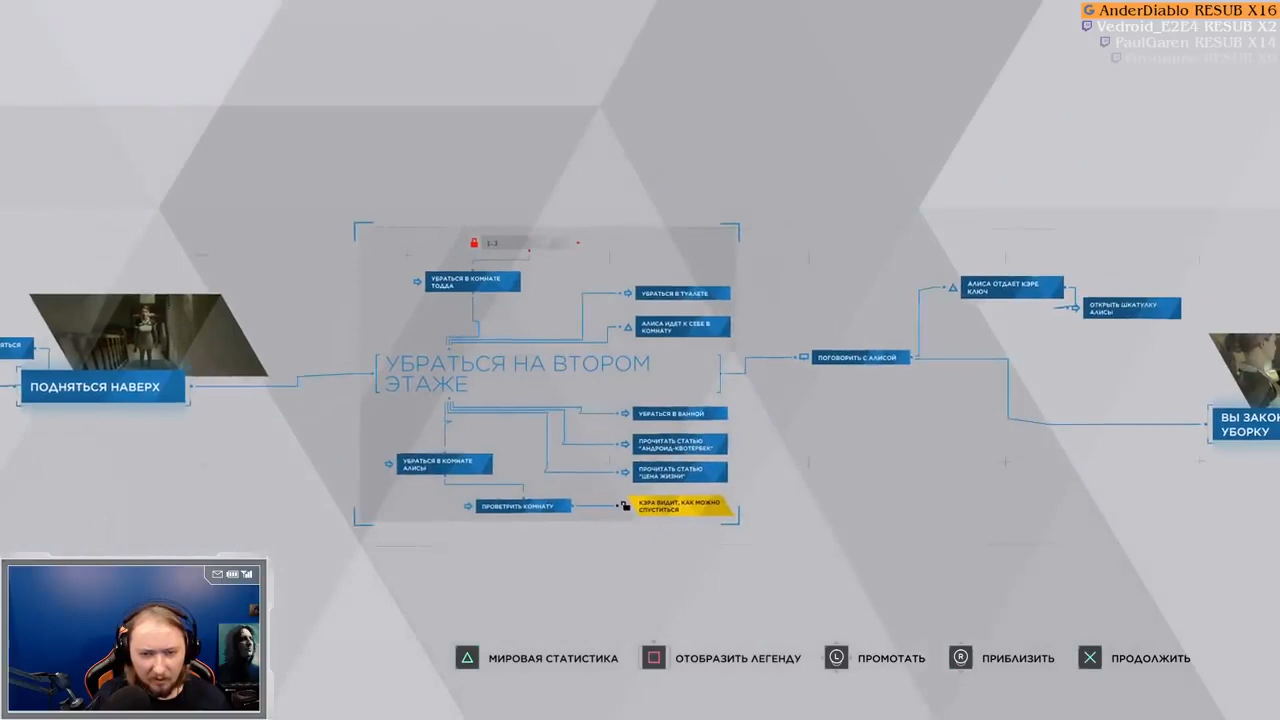 AnderDiablo RESUB X16
Vedroid_E2E4 RESUB X2
PaulGaren RESUB X14
УБРАТЬСЯ В КОМНАТЕ
ТОДДА
УБРАТЬСЯ В ТУАЛЕТЕ
АЛИСА ИДЕТ К СЕБЕ В
КОМНАТУ
АЛИСА ОТДАЕТ КЭРЕ
КЛЮЧ
ОТКРЫТЬ ШКАТУЛКУ
АЛИСЫ
ПОДНЯТЬСЯ НАВЕРХ
УБРАТЬСЯ НА ВТОРОМ
ЭТАЖЕ
ПОГОВОРИТЬ С АЛИСОЙ
УБРАТЬСЯ В ВАННОЙ
ПРОЧИТАТЬ СТАТЬЮ
"АНДРОИД-КВОТЕРБЕК"
ПРОЧИТАТЬ СТАТЬЮ
"ЦЕНА ЖИЗНИ"
УБРАТЬСЯ В КОМНАТЕ
АЛИСЫ
ПРОВЕТРИТЬ КОМНАТУ
КЭРА ВИДИТ, КАК МОЖНО
СПУСТИТЬСЯ
ВЫ ЗАКОН
УБОРКУ
МИРОВАЯ СТАТИСТИКА
ОТОБРАЗИТЬ ЛЕГЕНДУ
L ПРОМОТАТЬ
R ПРИБЛИЗИТЬ
ПРОДОЛЖИТЬ